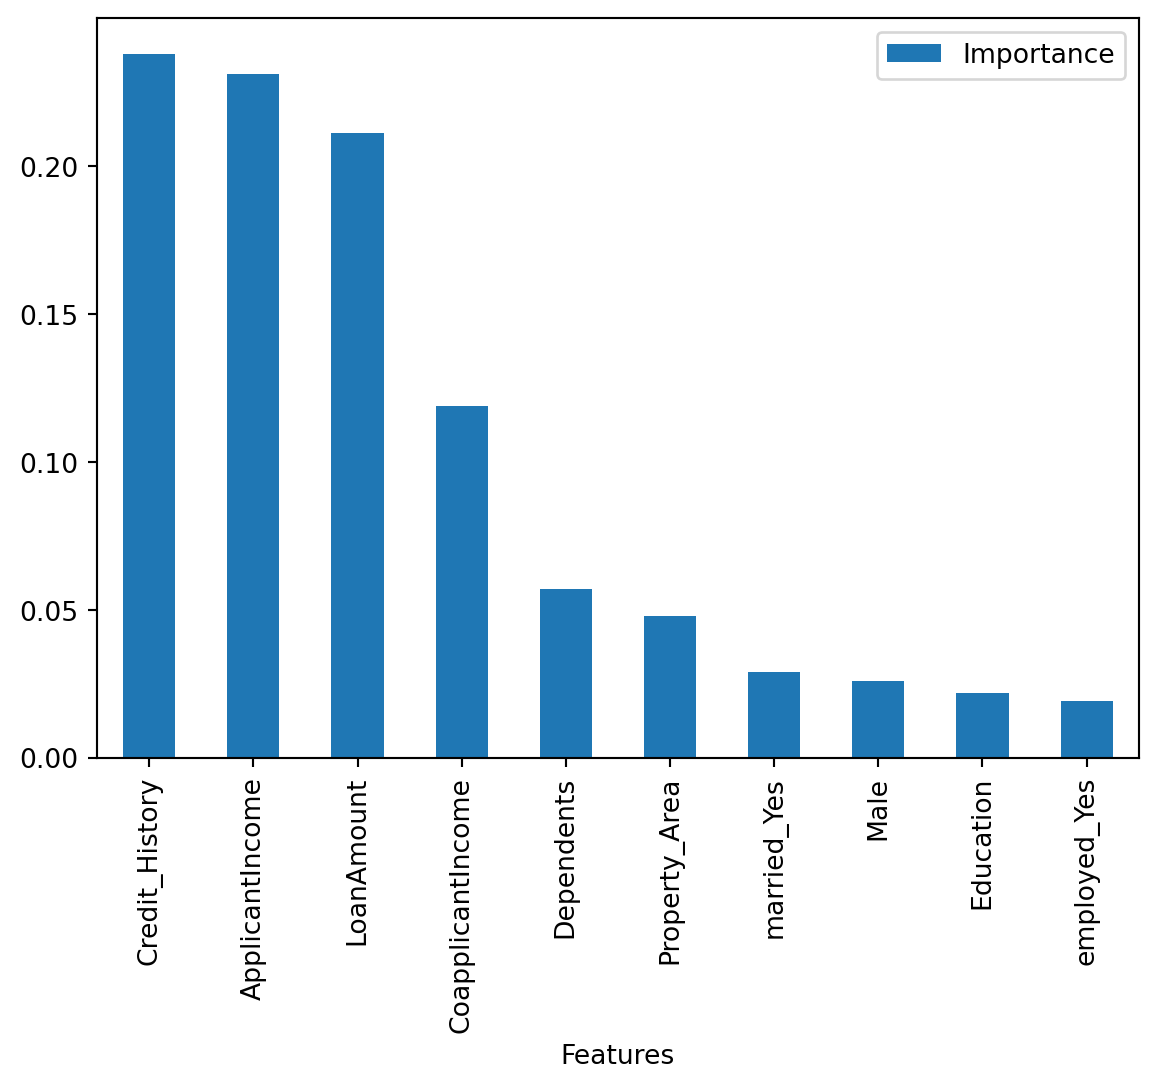 Importance
0.20
0.15
0.10
0.05
0.00
Credit_History
ApplicantIncome
LoanAmount
CoapplicantIncome
Dependents
Property_Area
married_Yes
Male
Education
employed_Yes
Features